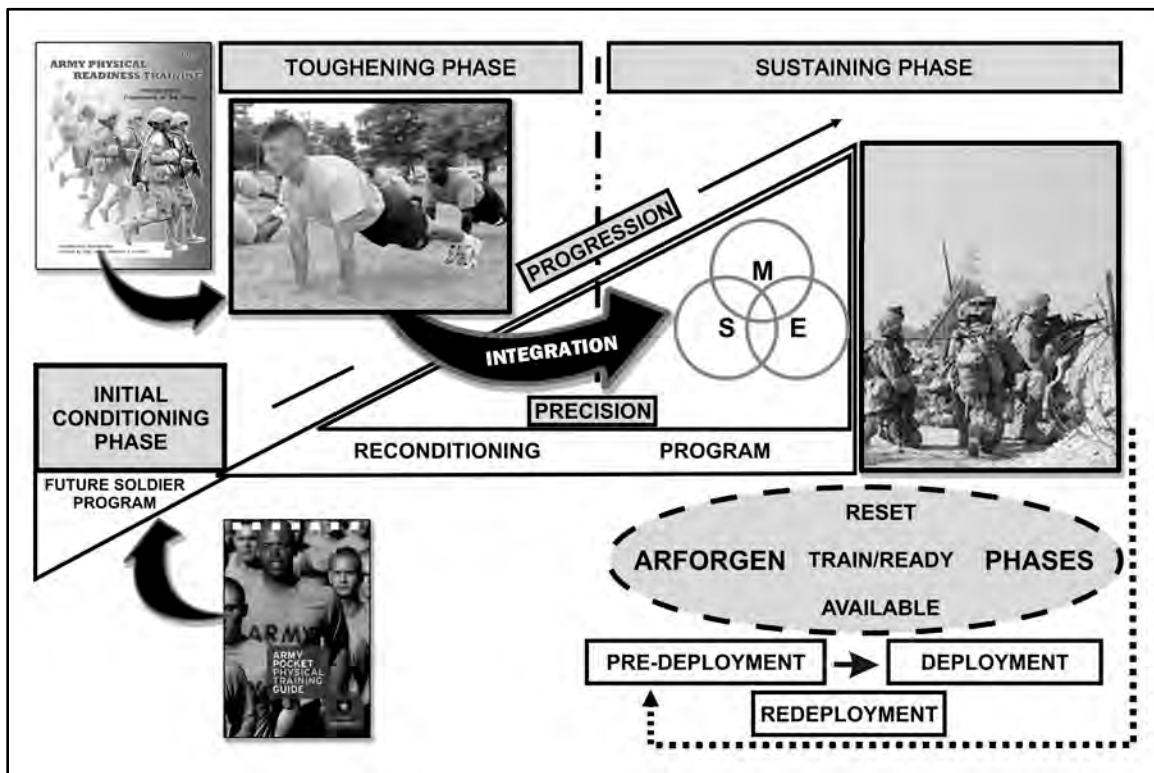 ARMY PHYSICAL
READINESS TRAINING
TOUGHENING PHASE
SUSTAINING PHASE
PROGRESSION
M
S
E
INTEGRATION
PRECISION
INITIAL
CONDITIONING
PHASE
RECONDITIONING
PROGRAM
FUTURE SOLDIER
PROGRAM
ARMY
ARMY
POCKET
PHYSICAL
TRAINING
GUIDE
RESET
ARFORGEN
TRAIN/READY
PHASES
AVAILABLE
PRE-DEPLOYMENT
DEPLOYMENT
REDEPLOYMENT